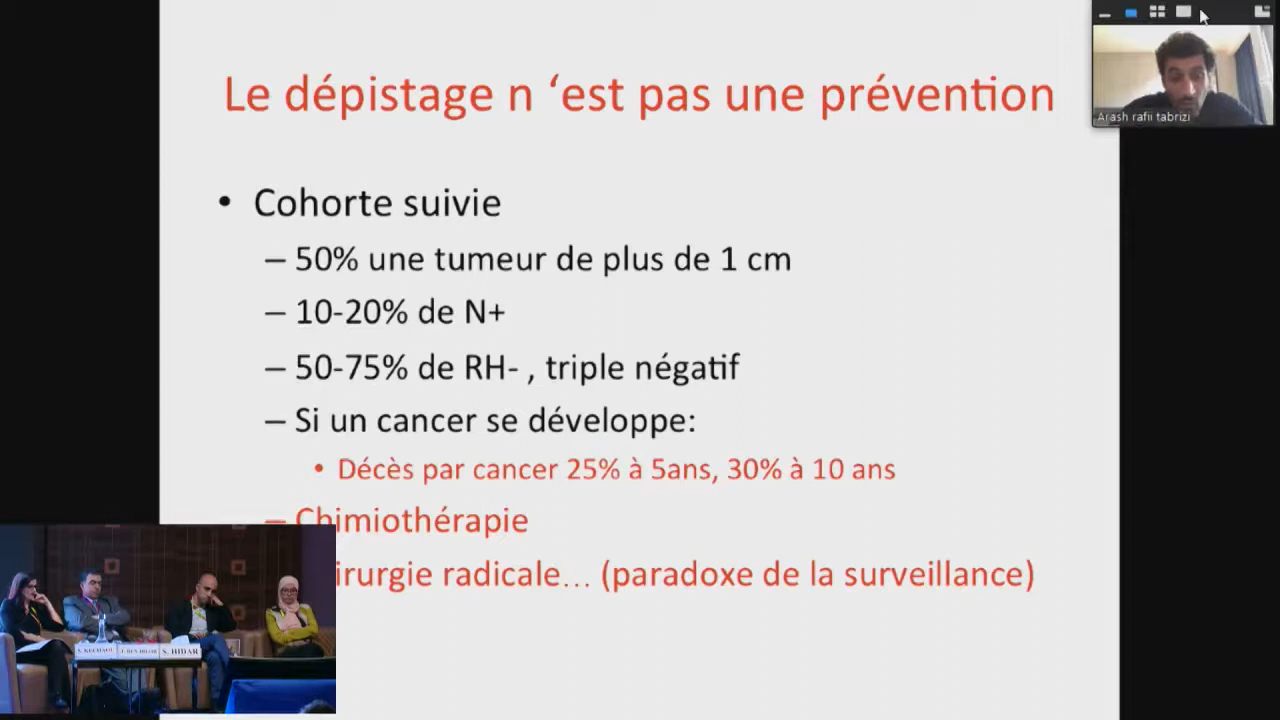 Le dépistage n ‘est pas une prévention
Arash rafii tabrizi
• Cohorte suivie
– 50% une tumeur de plus de 1 cm
– 10-20% de N+
– 50-75% de RH- , triple négatif
– Si un cancer se développe:
• Décès par cancer 25% à 5ans, 30% à 10 ans
– Chimiothérapie
irurgie radicale... (paradoxe de la surveillance)
S. HIDAR